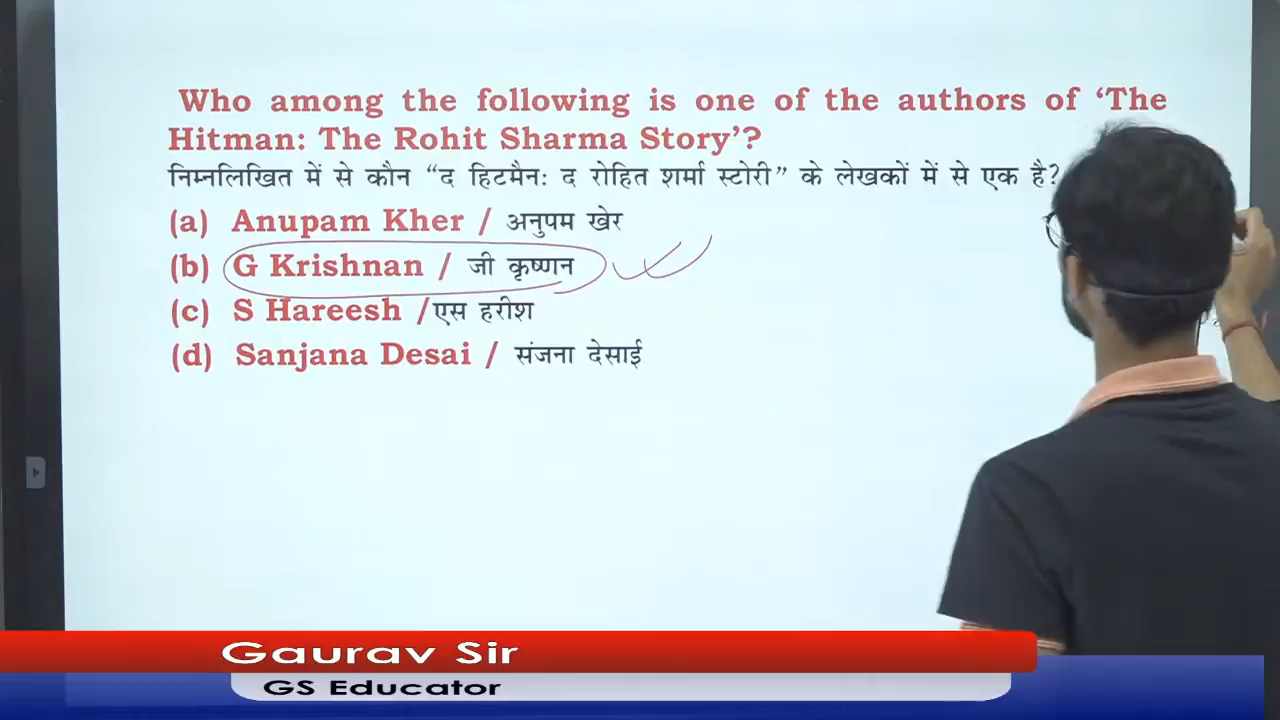 Who among the following is one of the authors of ‘The
Hitman: The Rohit Sharma Story’?
निम्नलिखित में से कौन “द हिटमैनः द रोहित शर्मा स्टोरी” के लेखकों में से एक है?
(a) Anupam Kher / अनुपम खेर
(b) G Krishnan / जी कृष्णन
(c) S Hareesh /एस हरीश
(d) Sanjana Desai / संजना देसाई
Gaurav Sir
GS Educator